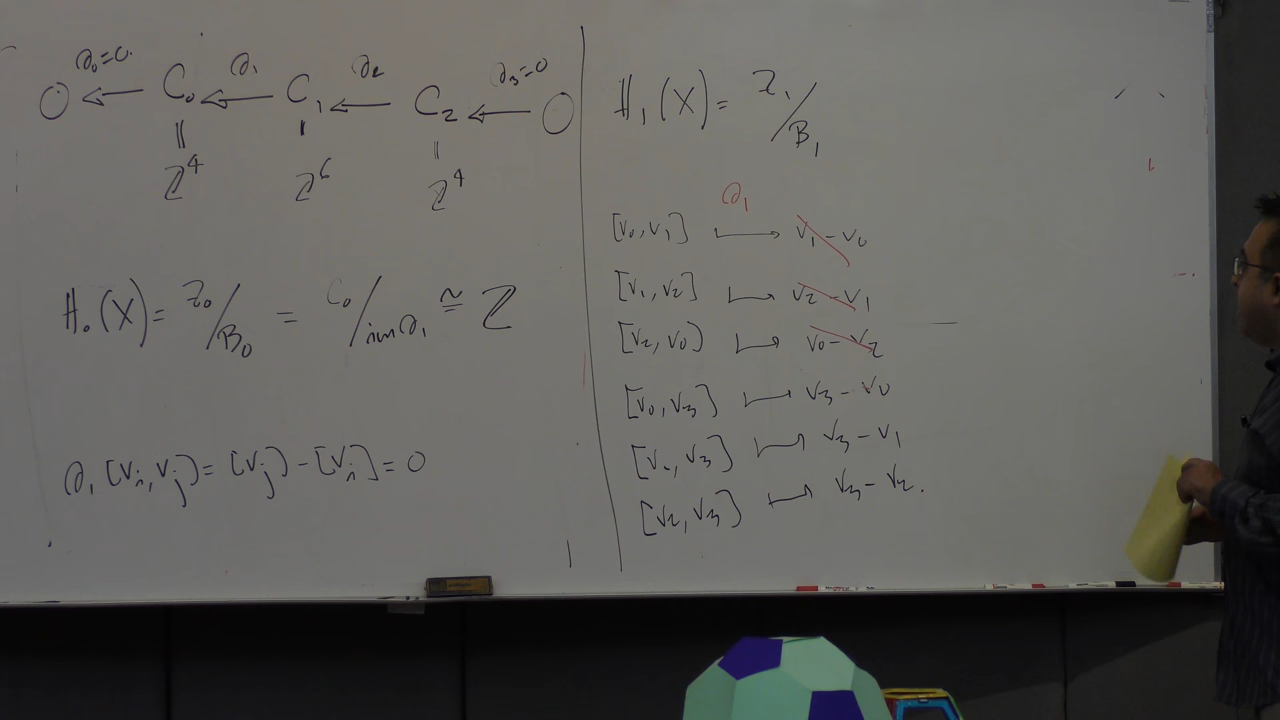 0 ←(∂₀=0) C₀ ←(∂₁) C₁ ←(∂₂) C₂ ←(∂₃=0) 0
ℤ⁴ ℤ⁶ ℤ⁴
H₀(X) = Z₀/B₀ = C₀/im ∂₁ ≅ ℤ
∂₁[vᵢ, vⱼ] = [vⱼ] - [vᵢ] = 0
H₁(X) = Z₁/B₁
∂₁
[v₀, v₁] ⟼ v₁ - v₀
[v₁, v₂] ⟼ v₂ - v₁
[v₂, v₀] ⟼ v₀ - v₂
[v₀, v₃] ⟼ v₃ - v₀
[v₁, v₃] ⟼ v₃ - v₁
[v₂, v₃] ⟼ v₃ - v₂.